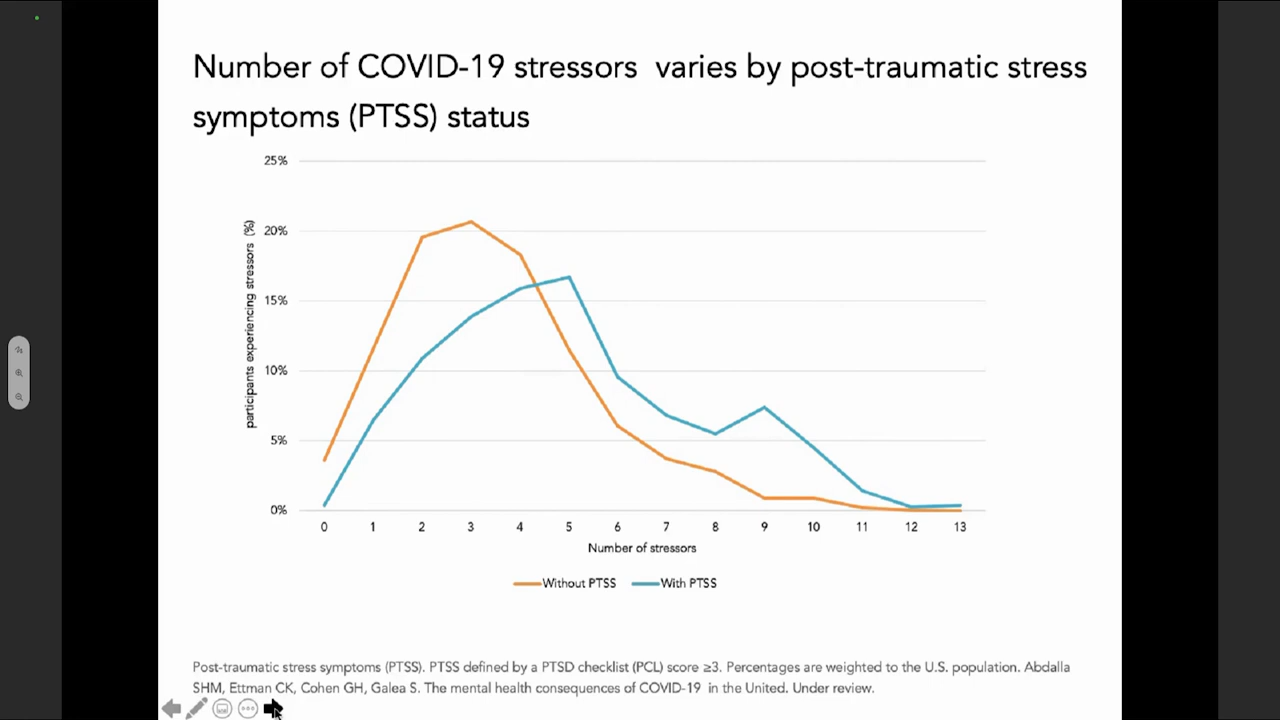 Number of COVID-19 stressors varies by post-traumatic stress
symptoms (PTSS) status
25%
20%
15%
10%
5%
0%
participants experiencing stressors (%)
0 1 2 3 4 5 6 7 8 9 10 11 12 13
Number of stressors
Without PTSS With PTSS
Post-traumatic stress symptoms (PTSS). PTSS defined by a PTSD checklist (PCL) score ≥3. Percentages are weighted to the U.S. population. Abdalla
SHM, Ettman CK, Cohen GH, Galea S. The mental health consequences of COVID-19 in the United. Under review.